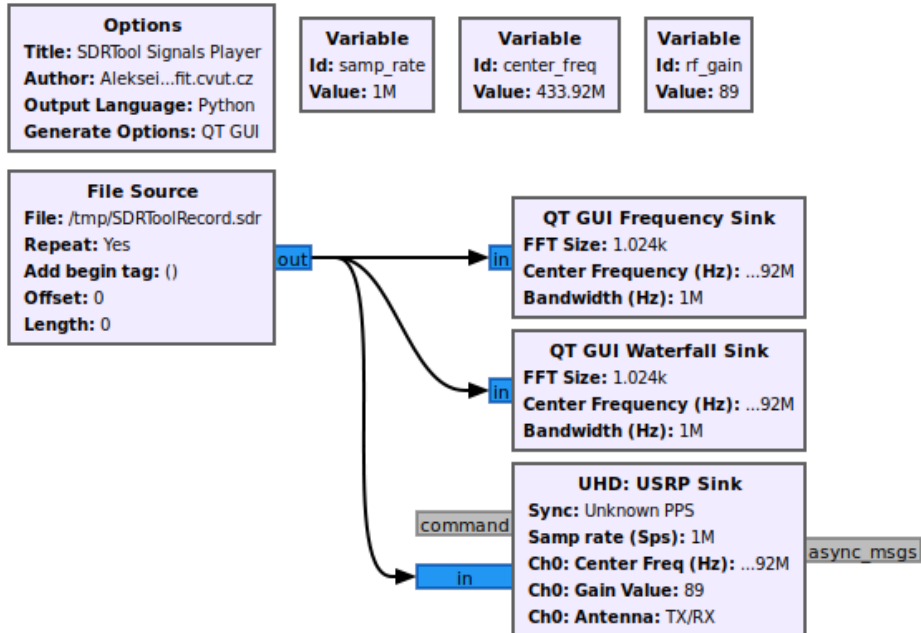 Options
Title: SDRTool Signals Player
Author: Aleksei...fit.cvut.cz
Output Language: Python
Generate Options: QT GUI
Variable
Id: samp_rate
Value: 1M
Variable
Id: center_freq
Value: 433.92M
Variable
Id: rf_gain
Value: 89
File Source
File: /tmp/SDRToolRecord.sdr
Repeat: Yes
Add begin tag: ()
Offset: 0
Length: 0
out
in
QT GUI Frequency Sink
FFT Size: 1.024k
Center Frequency (Hz): ...92M
Bandwidth (Hz): 1M
in
QT GUI Waterfall Sink
FFT Size: 1.024k
Center Frequency (Hz): ...92M
Bandwidth (Hz): 1M
command
in
UHD: USRP Sink
Sync: Unknown PPS
Samp rate (Sps): 1M
Ch0: Center Freq (Hz): ...92M
Ch0: Gain Value: 89
Ch0: Antenna: TX/RX
async_msgs